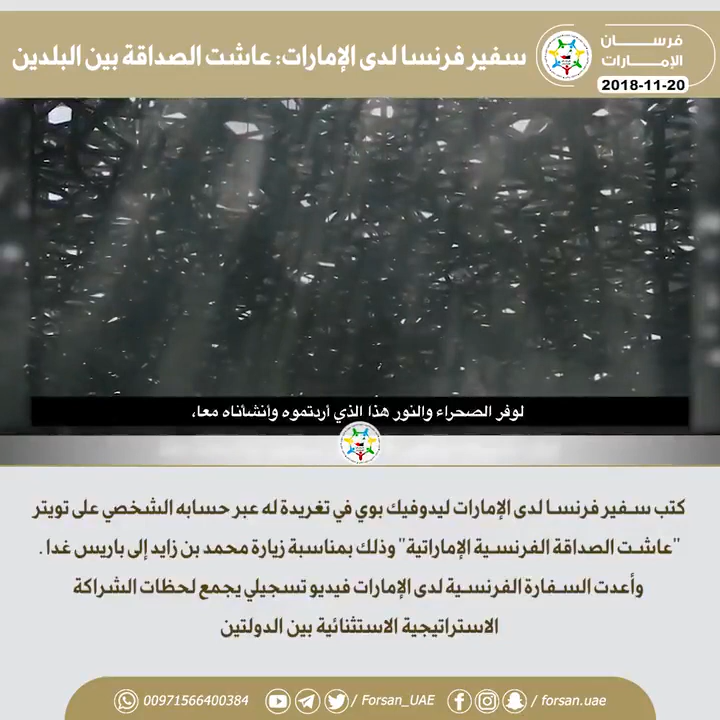 سفير فرنسا لدى الإمارات: عاشت الصداقة بين البلدين
فرسان
الإمارات
2018-11-20
لوفر الصحراء والنور هذا الذي أردتموه وأنشأناه معا،
كتب سفير فرنسا لدى الإمارات ليدوفيك بوي في تغريدة له عبر حسابه الشخصي على تويتر
"عاشت الصداقة الفرنسية الإماراتية" وذلك بمناسبة زيارة محمد بن زايد إلى باريس غدا .
وأعدت السفارة الفرنسية لدى الإمارات فيديو تسجيلي يجمع لحظات الشراكة
الاستراتيجية الاستثنائية بين الدولتين
00971566400384 / Forsan_UAE / forsan.uae